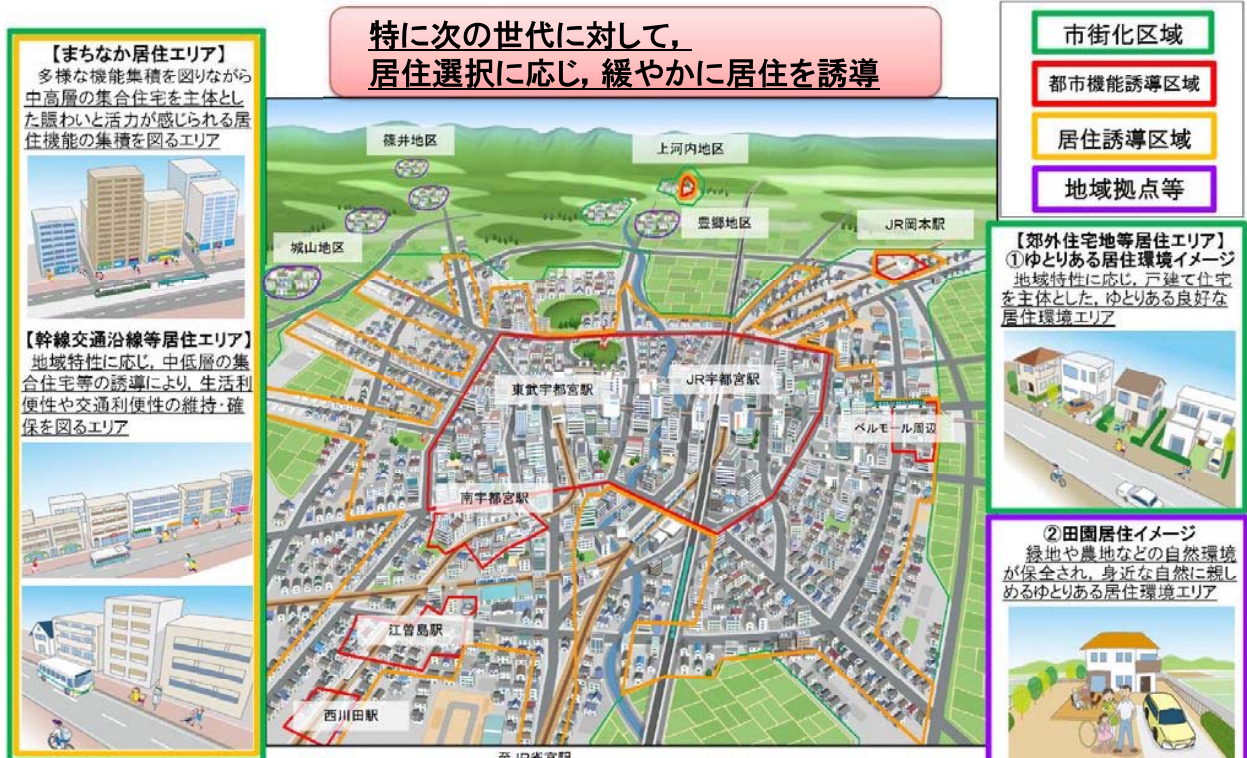 特に次の世代に対して，
居住選択に応じ，緩やかに居住を誘導
【まちなか居住エリア】
多様な機能集積を図りながら
中高層の集合住宅を主体とし
た賑わいと活力が感じられる居
住機能の集積を図るエリア
【幹線交通沿線等居住エリア】
地域特性に応じ，中低層の集
合住宅等の誘導により，生活利
便性や交通利便性の維持・確
保を図るエリア
篠井地区
上河内地区
城山地区
豊郷地区
JR岡本駅
東武宇都宮駅
JR宇都宮駅
ベルモール周辺
南宇都宮駅
江曽島駅
西川田駅
至JR雀宮駅
市街化区域
都市機能誘導区域
居住誘導区域
地域拠点等
【郊外住宅地等居住エリア】
①ゆとりある居住環境イメージ
地域特性に応じ，戸建て住宅
を主体とした，ゆとりある良好な
居住環境エリア
②田園居住イメージ
緑地や農地などの自然環境
が保全され，身近な自然に親し
めるゆとりある居住環境エリア